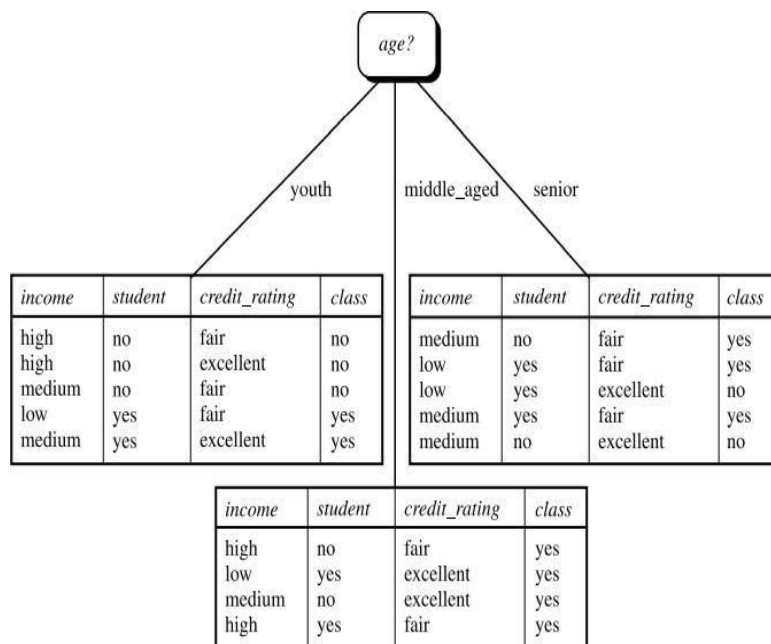 age?
youth
middle_aged
senior
income student credit_rating class
high no fair no
high no excellent no
medium no fair no
low yes fair yes
medium yes excellent yes
income student credit_rating class
medium no fair yes
low yes fair yes
low yes excellent no
medium yes fair yes
medium no excellent no
income student credit_rating class
high no fair yes
low yes excellent yes
medium no excellent yes
high yes fair yes